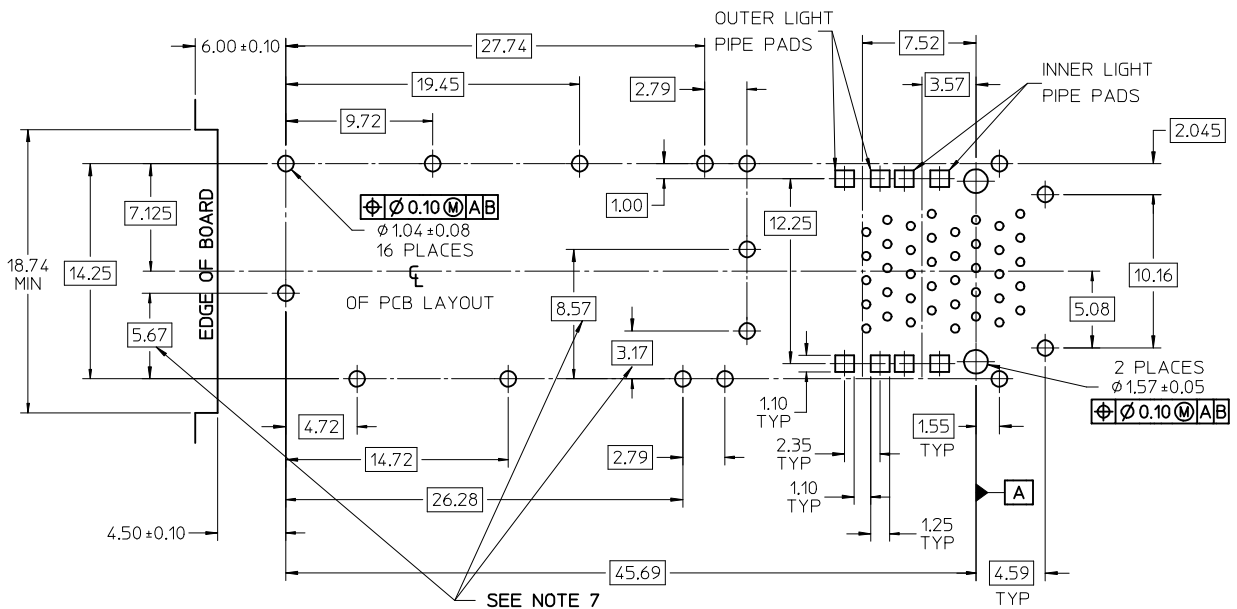 OUTER LIGHT
PIPE PADS
6.00 ±0.10
27.74
7.52
INNER LIGHT
PIPE PADS
19.45
2.79
3.57
9.72
2.045
1.00
7.125
⌖ Ø 0.10 Ⓜ A B
Ø 1.04 ±0.08
16 PLACES
12.25
EDGE OF BOARD
18.74
MIN
14.25
℄
OF PCB LAYOUT
10.16
5.08
8.57
5.67
3.17
2 PLACES
Ø 1.57 ±0.05
⌖ Ø 0.10 Ⓜ A B
1.10
TYP
4.72
1.55
TYP
2.35
TYP
14.72
2.79
26.28
A
1.10
TYP
4.50 ±0.10
1.25
TYP
45.69
4.59
TYP
SEE NOTE 7